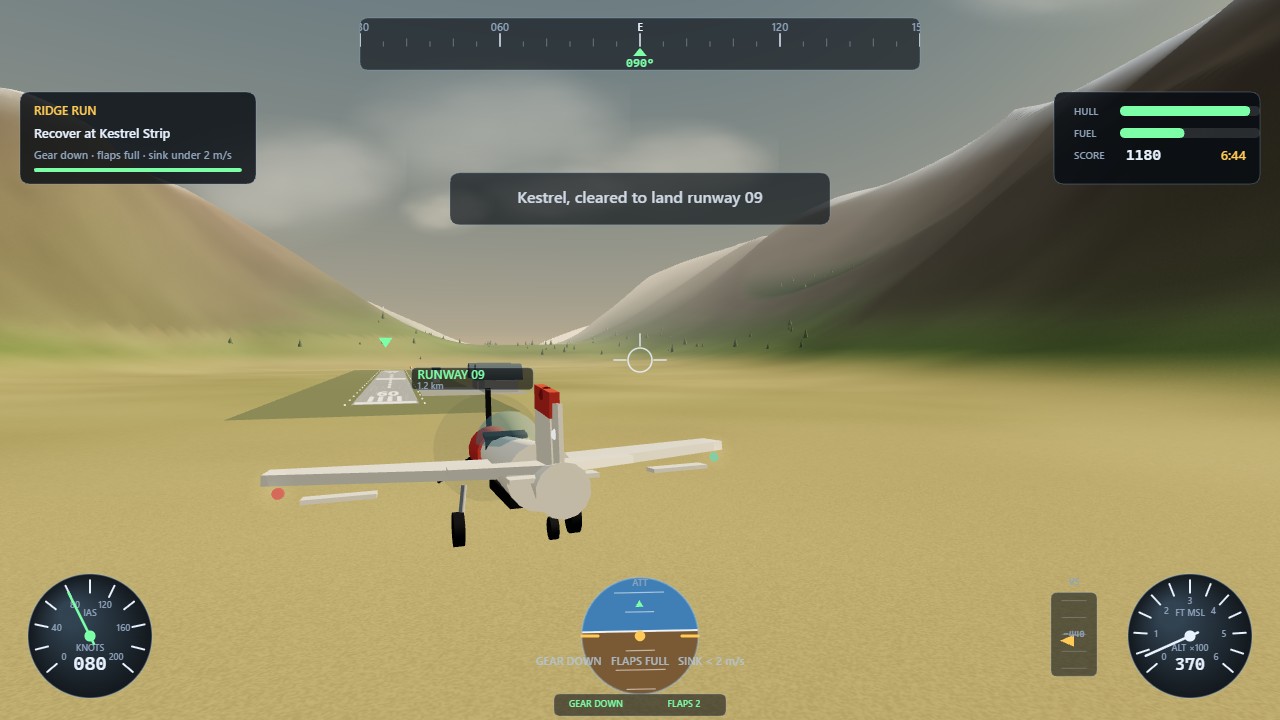 060
E
120
090°
RIDGE RUN
Recover at Kestrel Strip
Gear down · flaps full · sink under 2 m/s
HULL
FUEL
SCORE 1180 6:44
Kestrel, cleared to land runway 09
RUNWAY 09
1.2 km
09
ATT
80 120
IAS
40 160
KNOTS
0 200
080
3
2 FT MSL 4
1 5
ALT ×100
0 6
370
GEAR DOWN FLAPS FULL SINK < 2 m/s
GEAR DOWN FLAPS 2